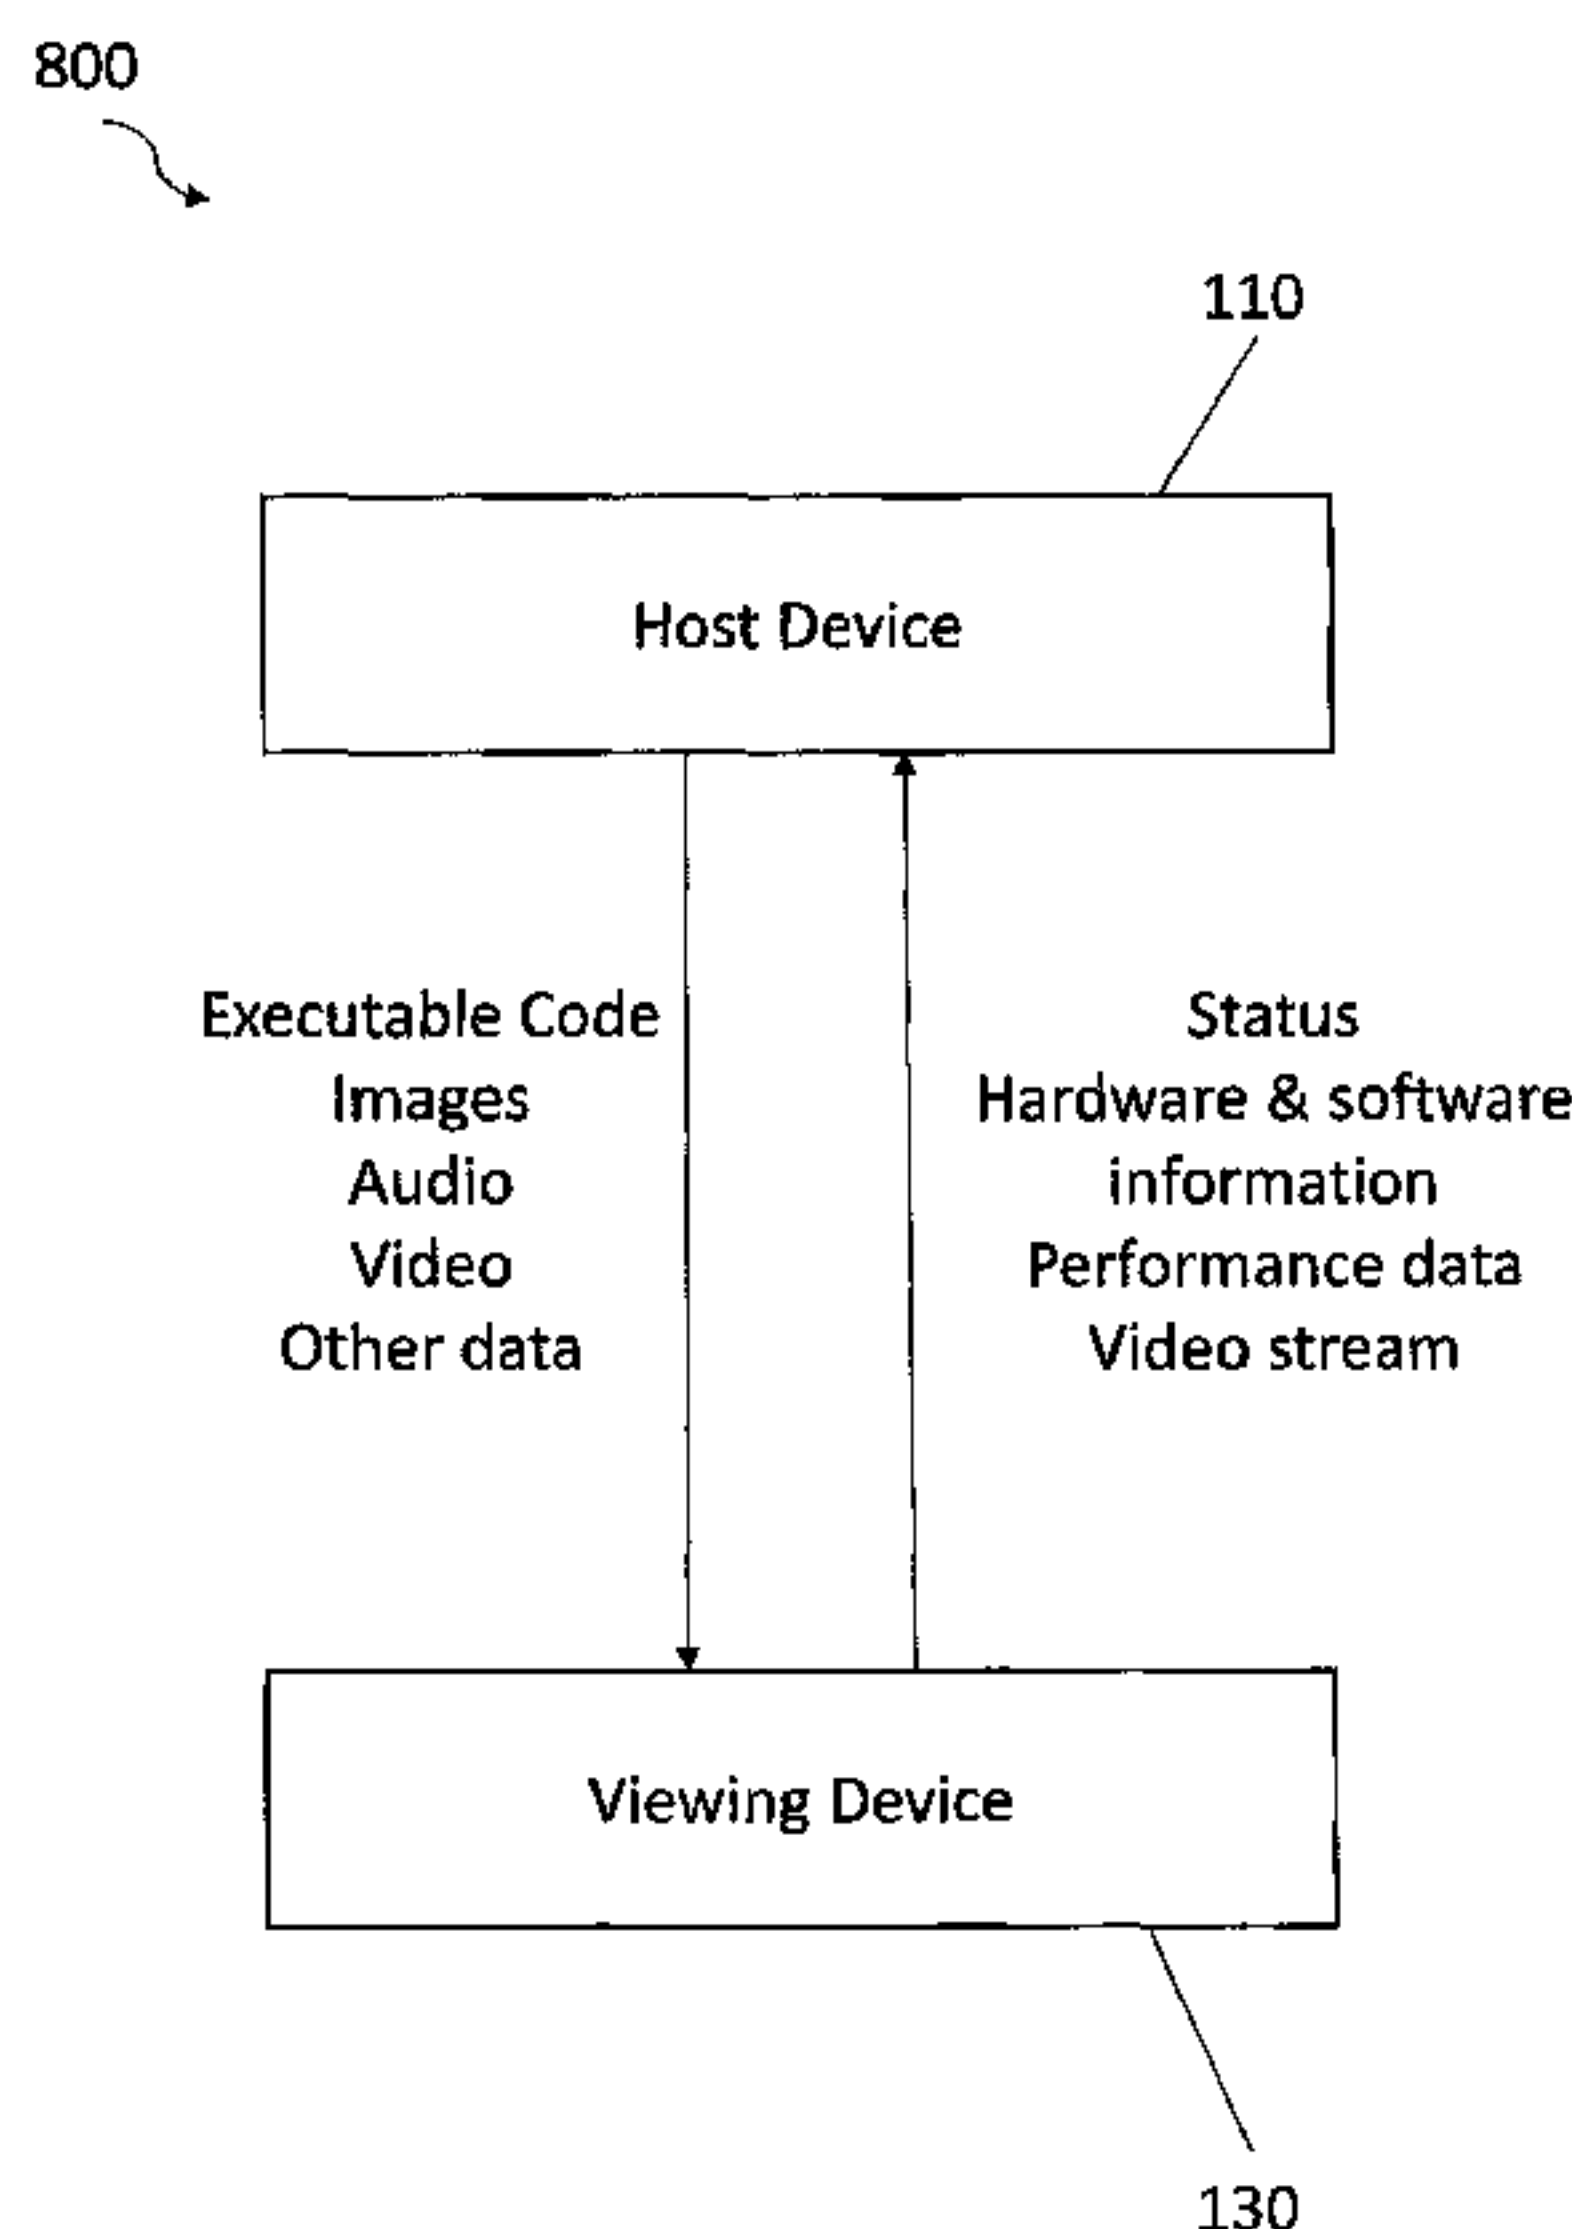 800
110
Host Device
Executable Code
Images
Audio
Video
Other data
Status
Hardware & software
information
Performance data
Video stream
Viewing Device
130